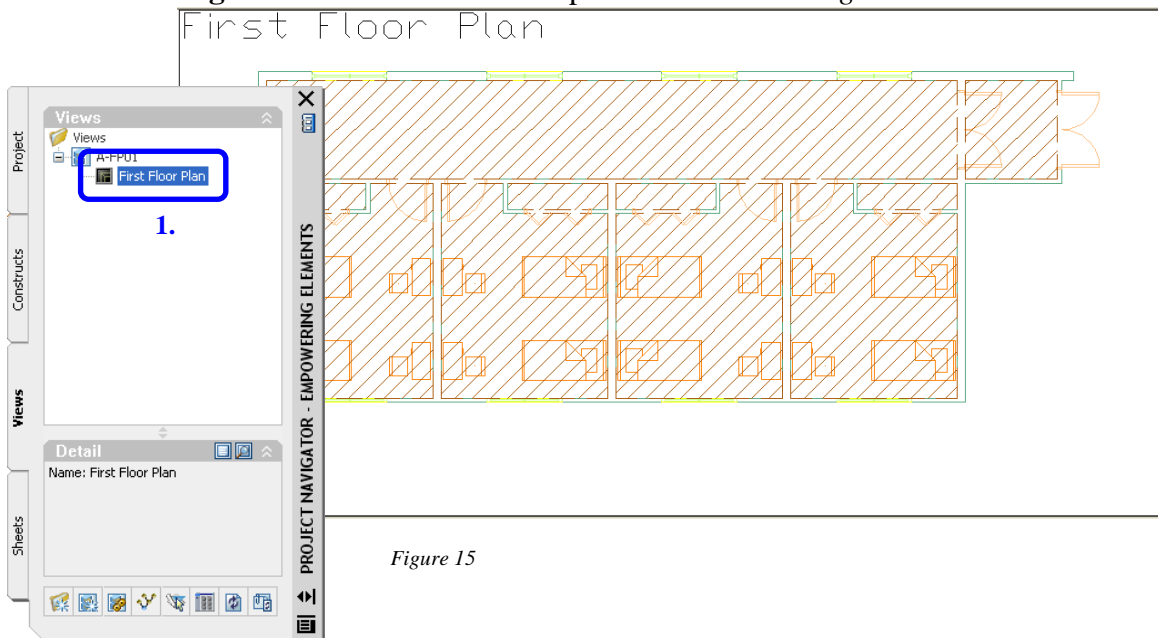 First Floor Plan
Views
Views
A-FP01
First Floor Plan
1.
Project
Constructs
Views
Sheets
Detail
Name: First Floor Plan
PROJECT NAVIGATOR - EMPOWERING ELEMENTS
Figure 15